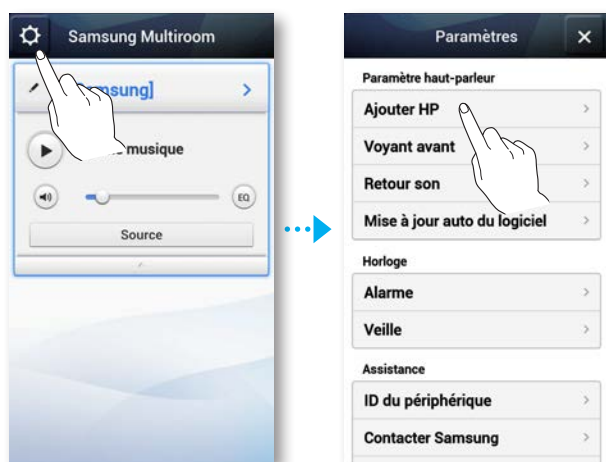 Samsung Multiroom
sung]
musique
EQ
Source
Paramètres
Paramètre haut-parleur
Ajouter HP
Voyant avant
Retour son
Mise à jour auto du logiciel
Horloge
Alarme
Veille
Assistance
ID du périphérique
Contacter Samsung